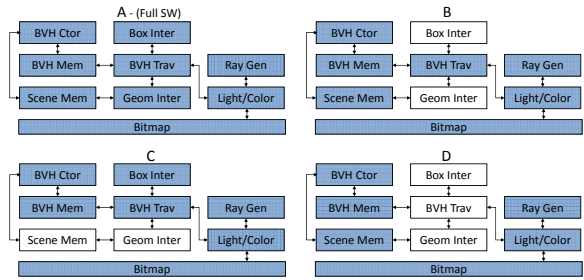 A - (Full SW)
BVH Ctor Box Inter
BVH Mem BVH Trav Ray Gen
Scene Mem Geom Inter Light/Color
Bitmap
B
BVH Ctor Box Inter
BVH Mem BVH Trav Ray Gen
Scene Mem Geom Inter Light/Color
Bitmap
C
BVH Ctor Box Inter
BVH Mem BVH Trav Ray Gen
Scene Mem Geom Inter Light/Color
Bitmap
D
BVH Ctor Box Inter
BVH Mem BVH Trav Ray Gen
Scene Mem Geom Inter Light/Color
Bitmap